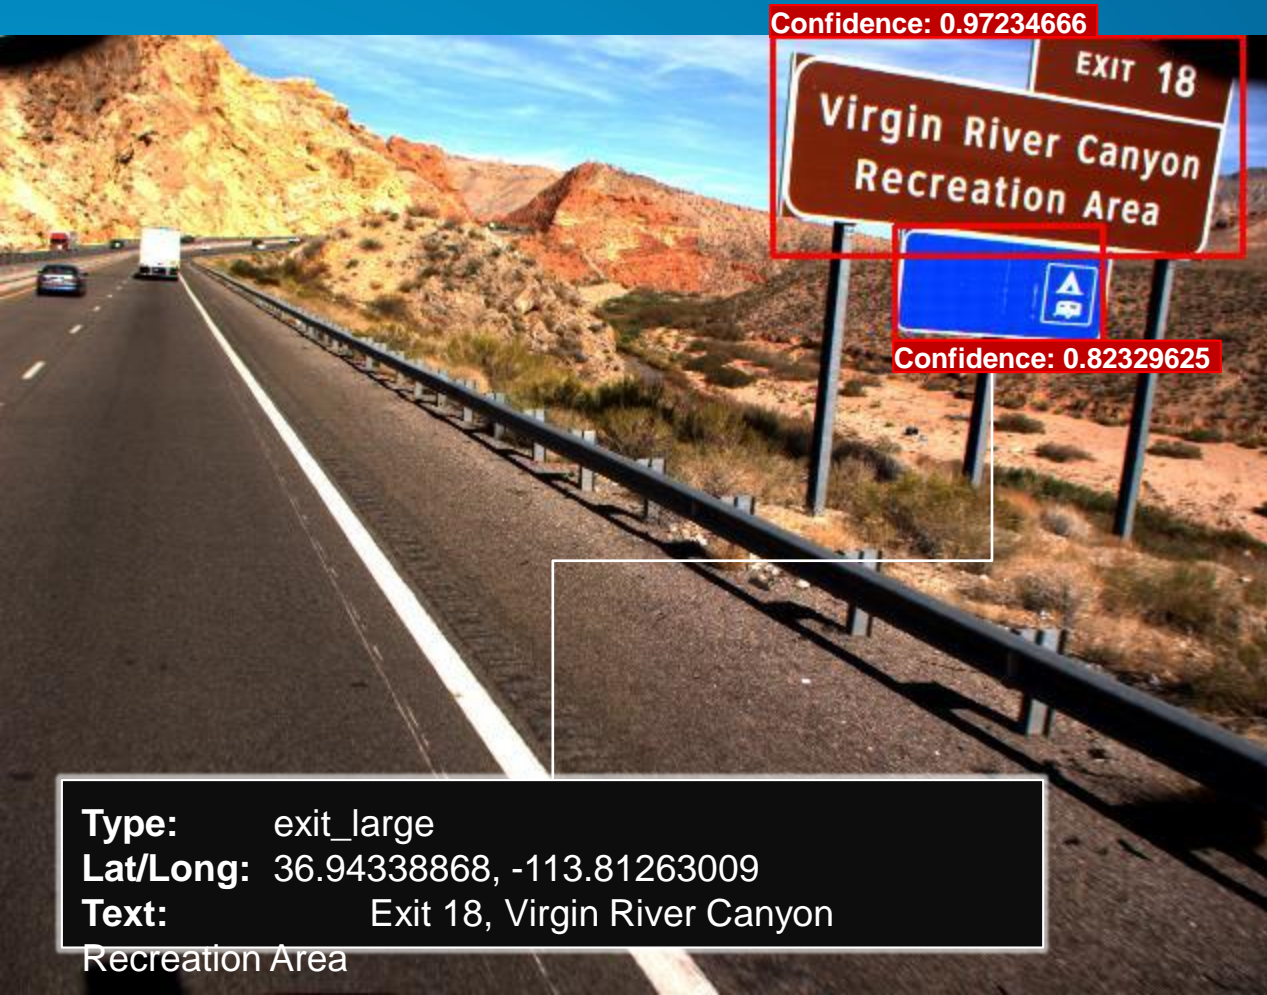 Confidence: 0.97234666
EXIT 18
Virgin River Canyon
Recreation Area
Confidence: 0.82329625
Type: exit_large
Lat/Long: 36.94338868, -113.81263009
Text: Exit 18, Virgin River Canyon
Recreation Area